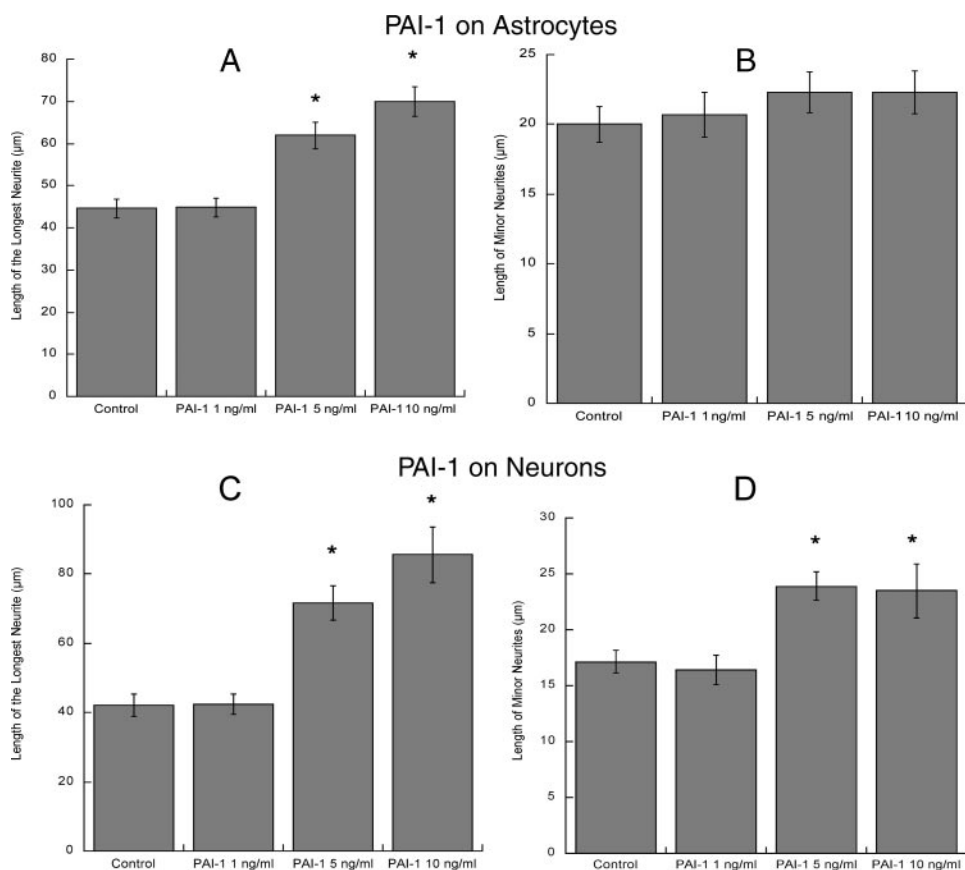 PAI-1 on Astrocytes
A
Length of the Longest Neurite (μm)
80
70
60
50
40
30
20
10
0
*
*
Control
PAI-1 1 ng/ml
PAI-1 5 ng/ml
PAI-1 10 ng/ml
B
Length of Minor Neurites (μm)
25
20
15
10
5
0
Control
PAI-1 1 ng/ml
PAI-1 5 ng/ml
PAI-1 10 ng/ml
PAI-1 on Neurons
C
Length of the Longest Neurite (μm)
100
80
60
40
20
0
*
*
Control
PAI-1 1 ng/ml
PAI-1 5 ng/ml
PAI-1 10 ng/ml
D
Length of Minor Neurites (μm)
30
25
20
15
10
5
0
*
*
Control
PAI-1 1 ng/ml
PAI-1 5 ng/ml
PAI-1 10 ng/ml